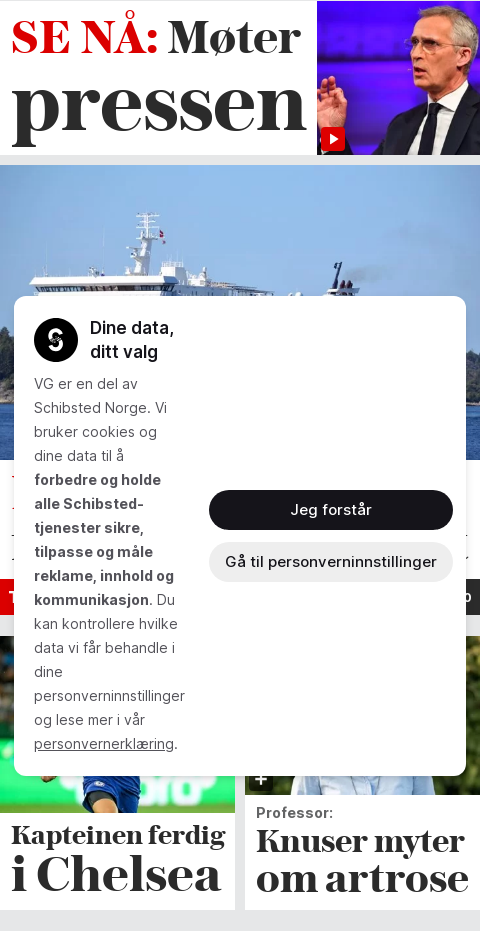 SE NÅ: Møter
pressen
Dine data,
ditt valg
VG er en del av
Schibsted Norge. Vi
bruker cookies og
dine data til å
forbedre og holde
alle Schibsted-
tjenester sikre,
tilpasse og måle
reklame, innhold og
kommunikasjon. Du
kan kontrollere hvilke
data vi får behandle i
dine
personverninnstillinger
og lese mer i vår
personvernerklæring.
Jeg forstår
Gå til personverninnstillinger
Kapteinen ferdig
i Chelsea
Professor:
Knuser myter
om artrose